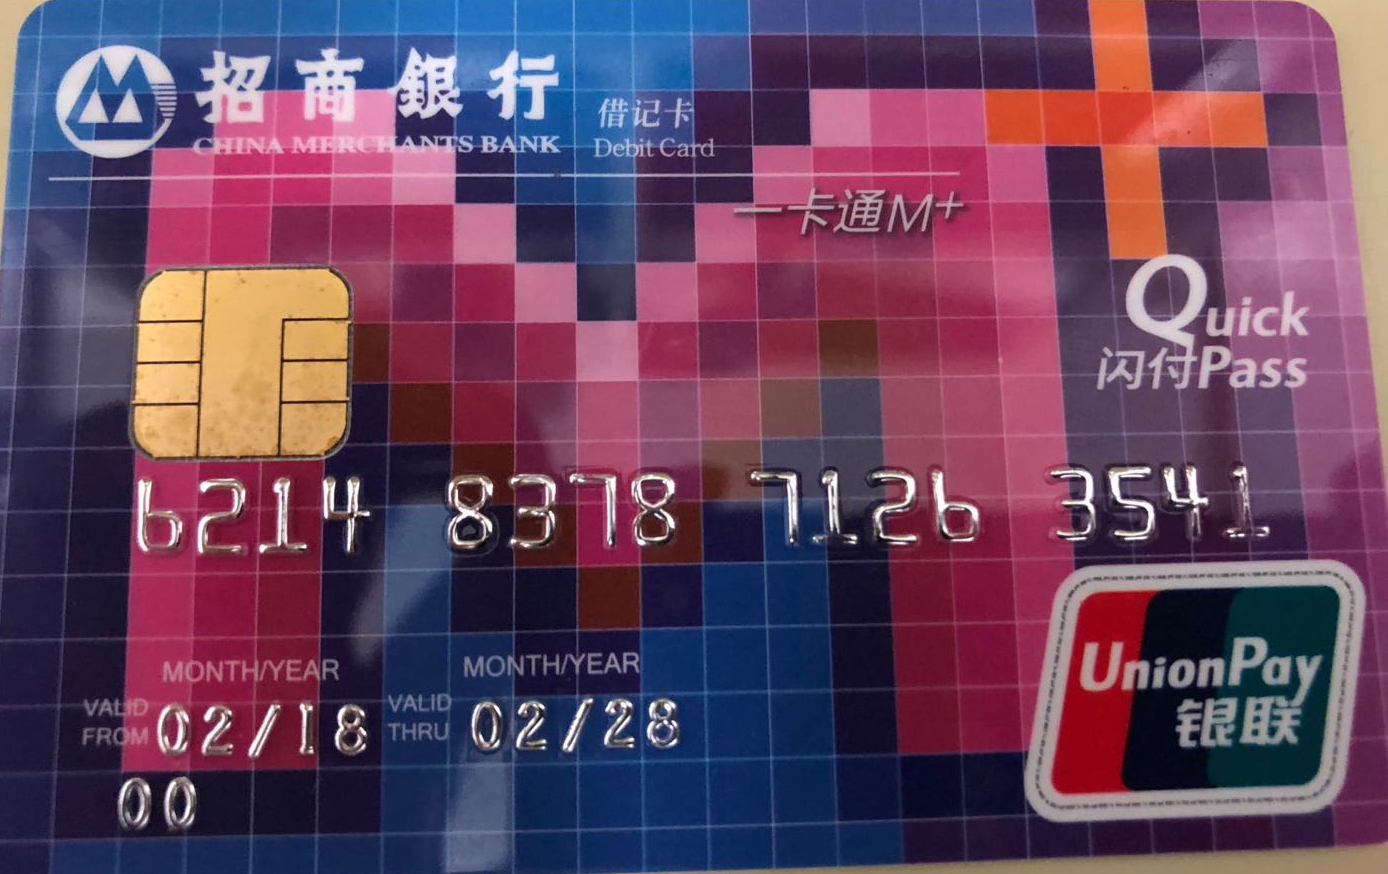 招商銀行
CHINA MERCHANTS BANK
借记卡
Debit Card
一卡通M+
Quick
闪付Pass
6214 8378 7126 3541
MONTH/YEAR MONTH/YEAR
VALID FROM 02/18 VALID THRU 02/28
00
UnionPay
银联